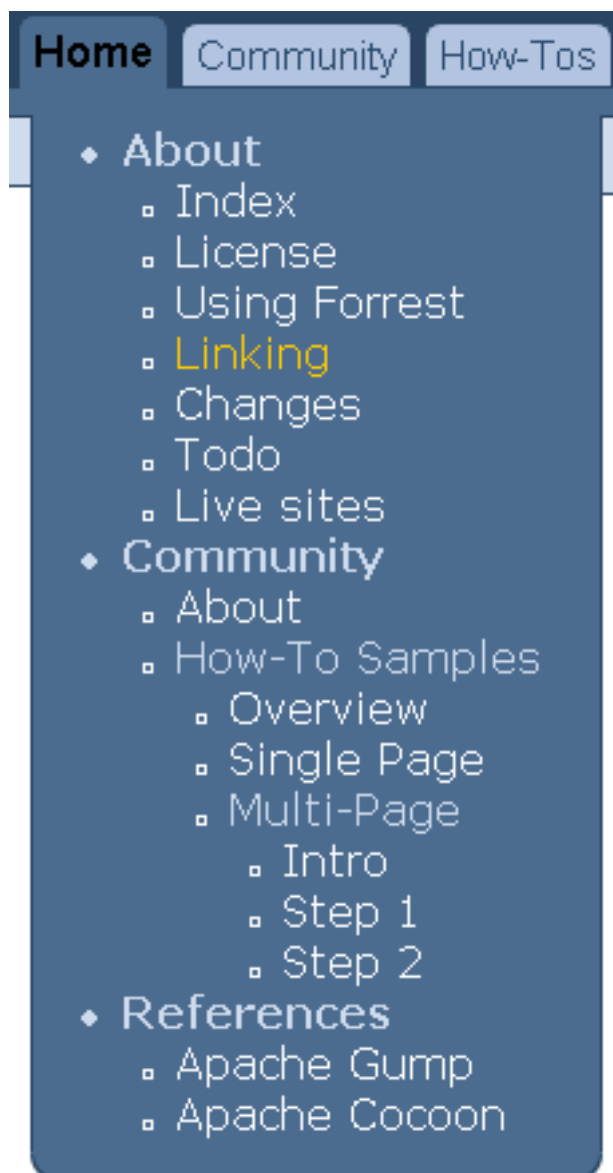 Home Community How-Tos
About
Index
License
Using Forrest
Linking
Changes
Todo
Live sites
Community
About
How-To Samples
Overview
Single Page
Multi-Page
Intro
Step 1
Step 2
References
Apache Gump
Apache Cocoon